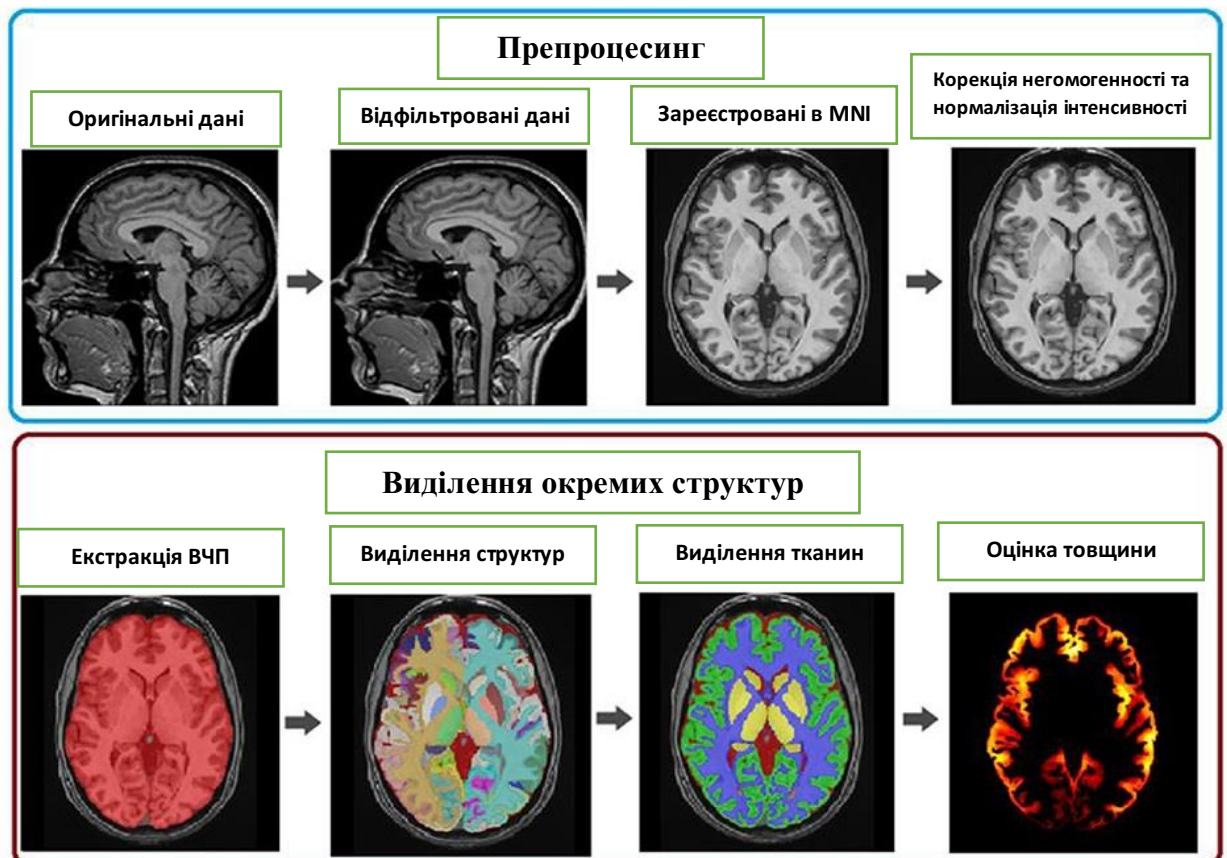 Препроцесинг
Оригінальні дані
Відфільтровані дані
Зареєстровані в MNI
Корекція негомогенності та
нормалізація інтенсивності
Виділення окремих структур
Екстракція ВЧП
Виділення структур
Виділення тканин
Оцінка товщини